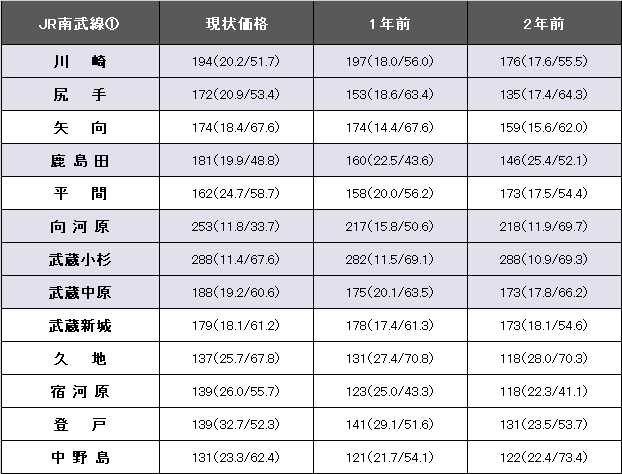 JR南武線① 現状価格 1年前 2年前
川崎 194(20.2/51.7) 197(18.0/56.0) 176(17.6/55.5)
尻手 172(20.9/53.4) 153(18.6/63.4) 135(17.4/64.3)
矢向 174(18.4/67.6) 174(14.4/67.6) 159(15.6/62.0)
鹿島田 181(19.9/48.8) 160(22.5/43.6) 146(25.4/52.1)
平間 162(24.7/58.7) 158(20.0/56.2) 173(17.5/54.4)
向河原 253(11.8/33.7) 217(15.8/50.6) 218(11.9/69.7)
武蔵小杉 288(11.4/67.6) 282(11.5/69.1) 288(10.9/69.3)
武蔵中原 188(19.2/60.6) 175(20.1/63.5) 173(17.8/66.2)
武蔵新城 179(18.1/61.2) 178(17.4/61.3) 173(18.1/54.6)
久地 137(25.7/67.8) 131(27.4/70.8) 118(28.0/70.3)
宿河原 139(26.0/55.7) 123(25.0/43.3) 118(22.3/41.1)
登戸 139(32.7/52.3) 141(29.1/51.6) 131(23.5/53.7)
中野島 131(23.3/62.4) 121(21.7/54.1) 122(22.4/73.4)